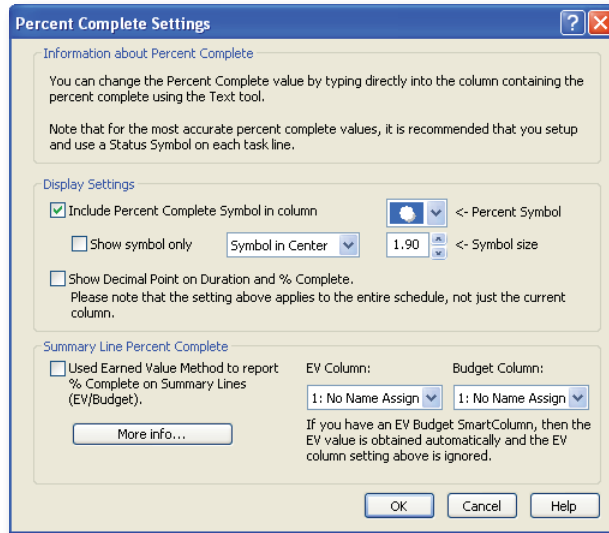 Percent Complete Settings
Information about Percent Complete
You can change the Percent Complete value by typing directly into the column containing the
percent complete using the Text tool.
Note that for the most accurate percent complete values, it is recommended that you setup
and use a Status Symbol on each task line.
Display Settings
Include Percent Complete Symbol in column
<- Percent Symbol
Show symbol only
Symbol in Center
1.90
<- Symbol size
Show Decimal Point on Duration and % Complete.
Please note that the setting above applies to the entire schedule, not just the current
column.
Summary Line Percent Complete
Used Earned Value Method to report
% Complete on Summary Lines
(EV/Budget).
More info...
EV Column:
Budget Column:
1: No Name Assign
1: No Name Assign
If you have an EV Budget SmartColumn, then the
EV value is obtained automatically and the EV
column setting above is ignored.
OK
Cancel
Help